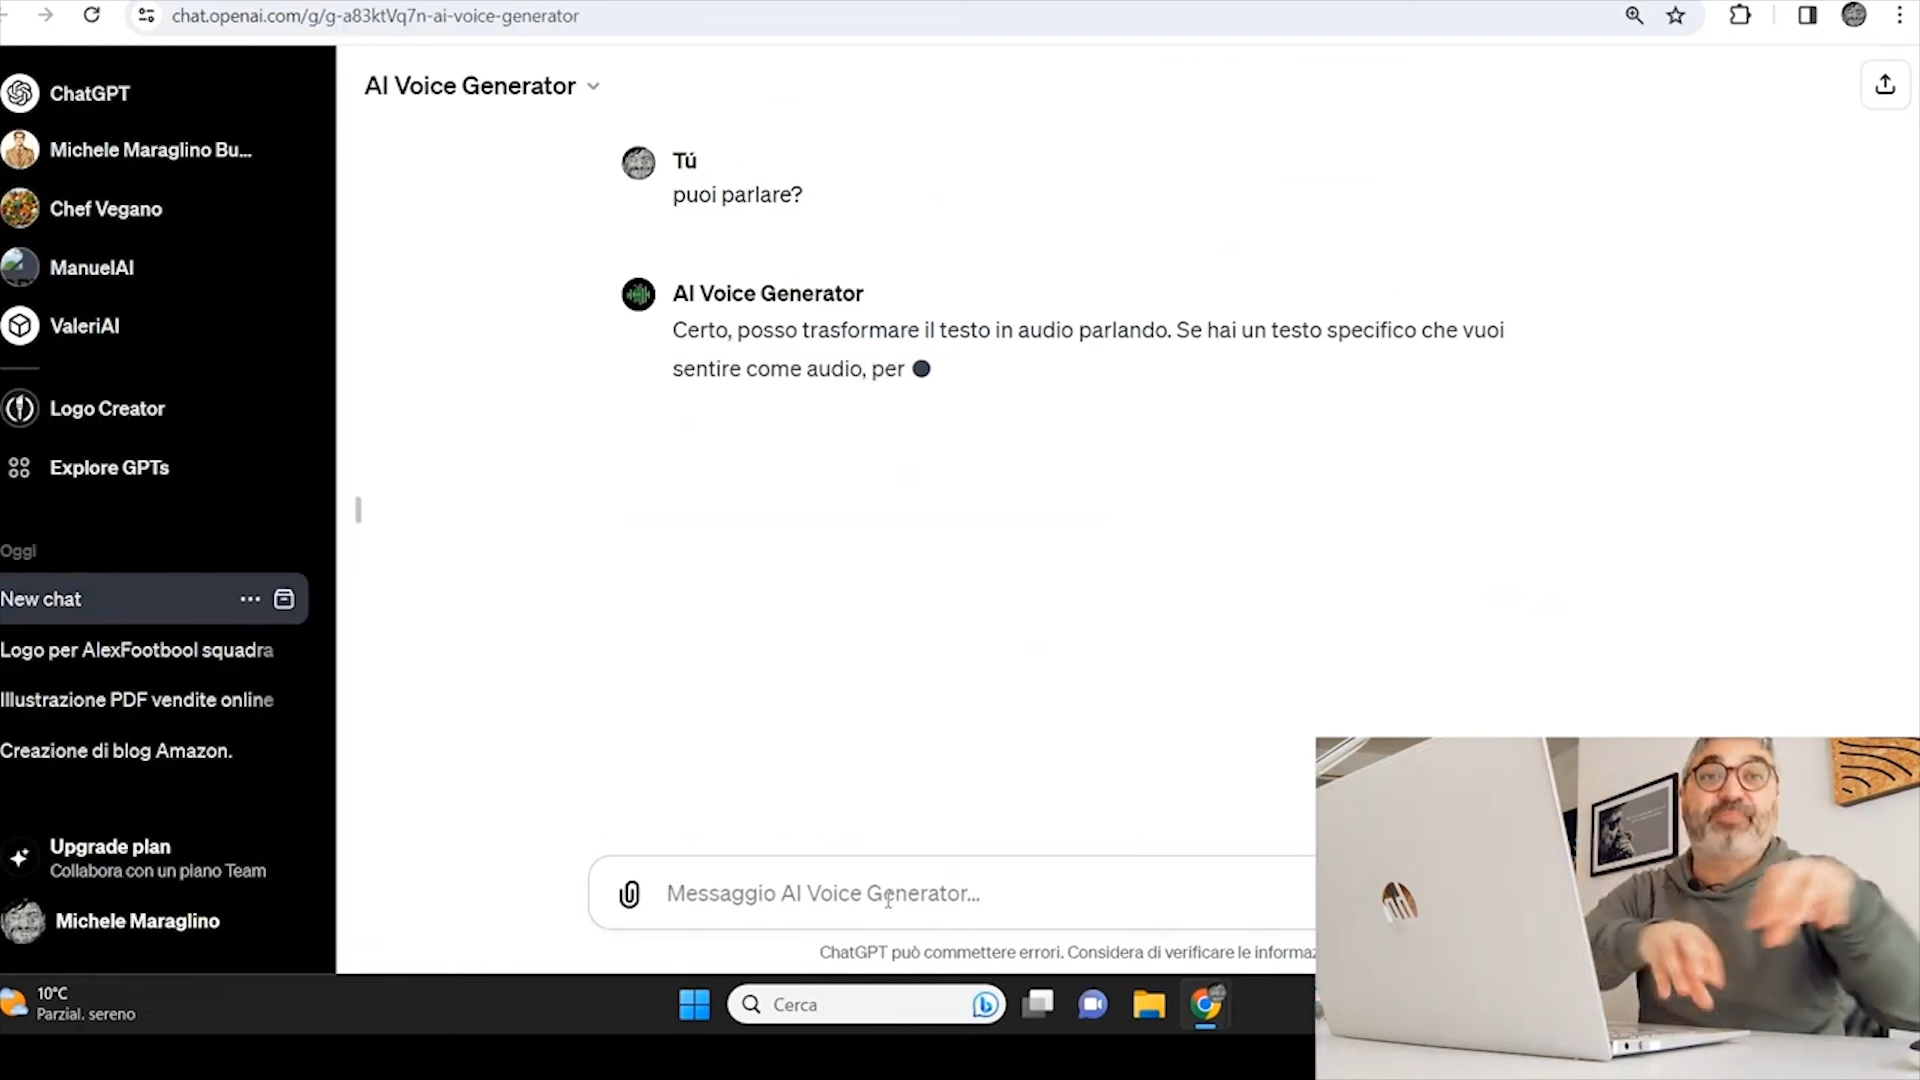 chat.openai.com/g/g-a83ktVq7n-ai-voice-generator
ChatGPT
Michele Maraglino Bu...
Chef Vegano
ManuelAI
ValeriAI
Logo Creator
Explore GPTs
Oggi
New chat
Logo per AlexFootbool squadra
Illustrazione PDF vendite online
Creazione di blog Amazon.
Upgrade plan
Collabora con un piano Team
Michele Maraglino
AI Voice Generator
Tú
puoi parlare?
AI Voice Generator
Certo, posso trasformare il testo in audio parlando. Se hai un testo specifico che vuoi
sentire come audio, per
Messaggio AI Voice Generator...
ChatGPT può commettere errori. Considera di verificare le informa
10°C
Parzial. sereno
Cerca
hp